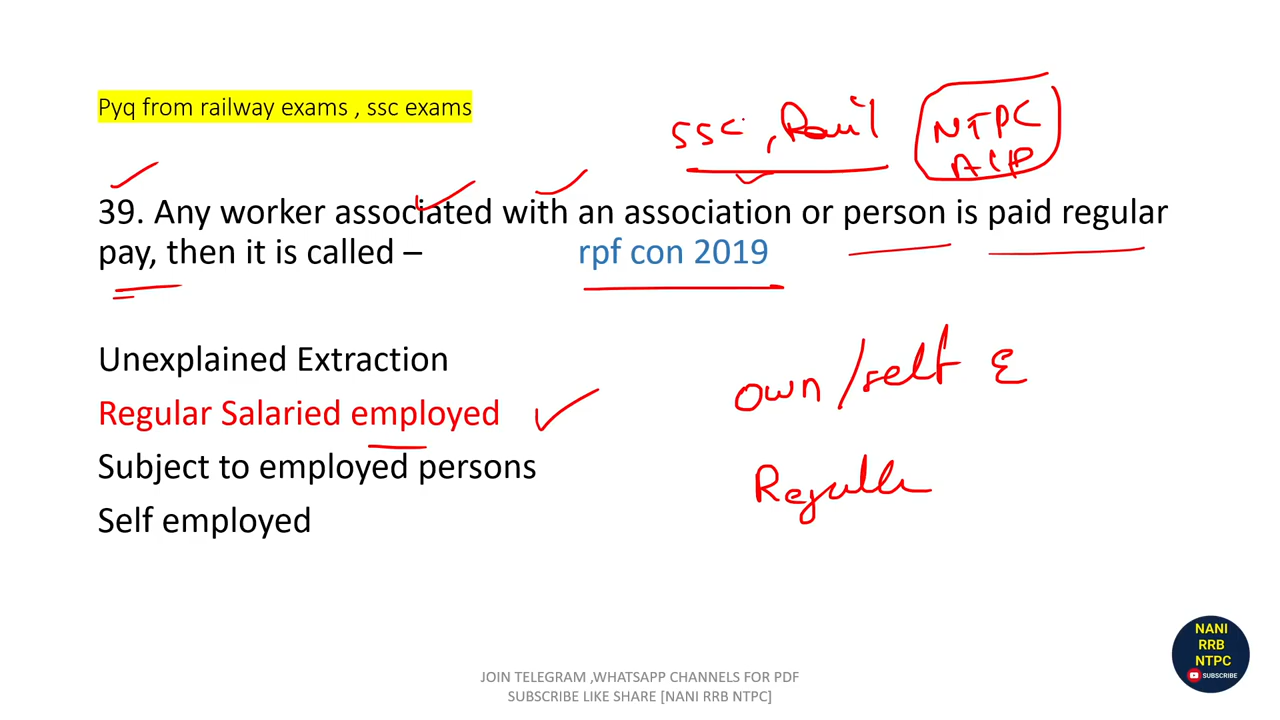 Pyq from railway exams , ssc exams
SSC , Rail
NTPC
39. Any worker associated with an association or person is paid regular
pay, then it is called – rpf con 2019
Unexplained Extraction
own /self E
Regular Salaried employed
Subject to employed persons
Self employed
NANI
RRB
NTPC
SUBSCRIBE
JOIN TELEGRAM ,WHATSAPP CHANNELS FOR PDF
SUBSCRIBE LIKE SHARE [NANI RRB NTPC]